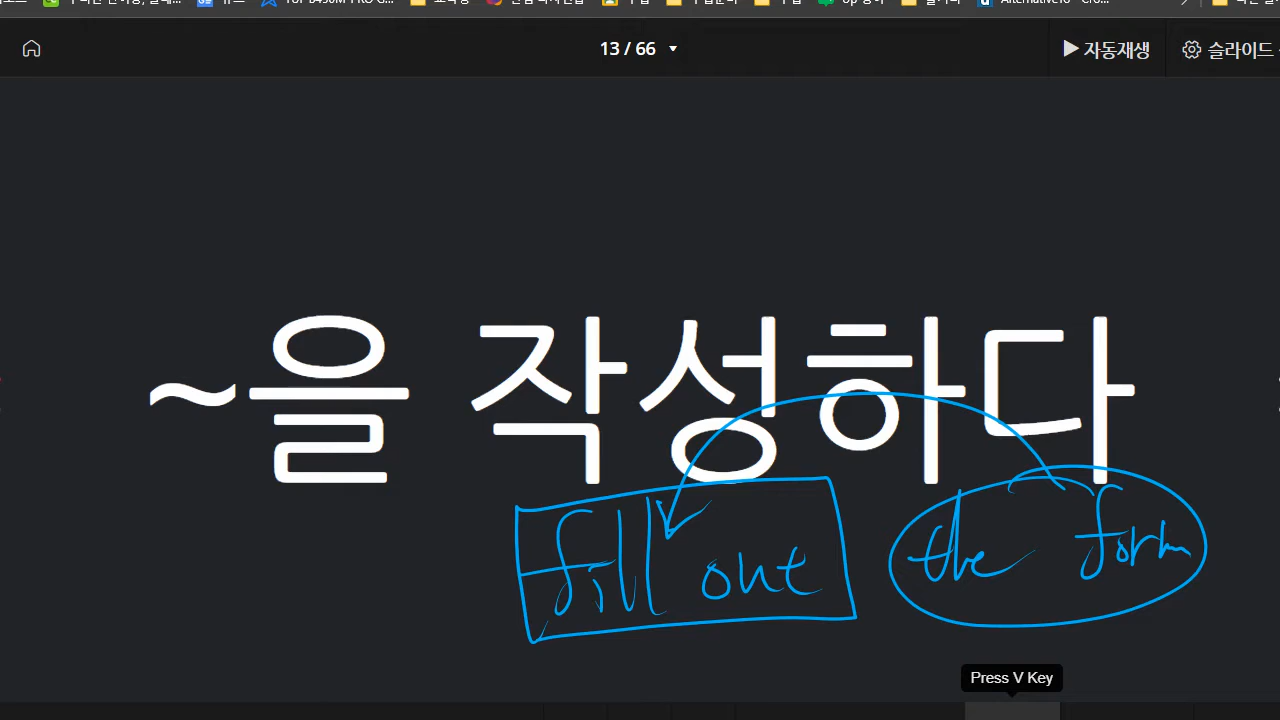 13 / 66
자동재생
슬라이드
~을 작성하다
fill out the form
Press V Key